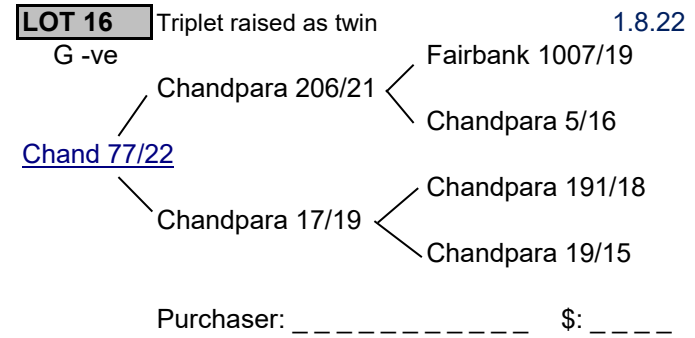 LOT 16 Triplet raised as twin 1.8.22
G -ve Fairbank 1007/19
Chandpara 206/21
Chandpara 5/16
Chand 77/22
Chandpara 191/18
Chandpara 17/19
Chandpara 19/15
Purchaser: _ _ _ _ _ _ _ _ _ _ _ _ $: _ _ _ _